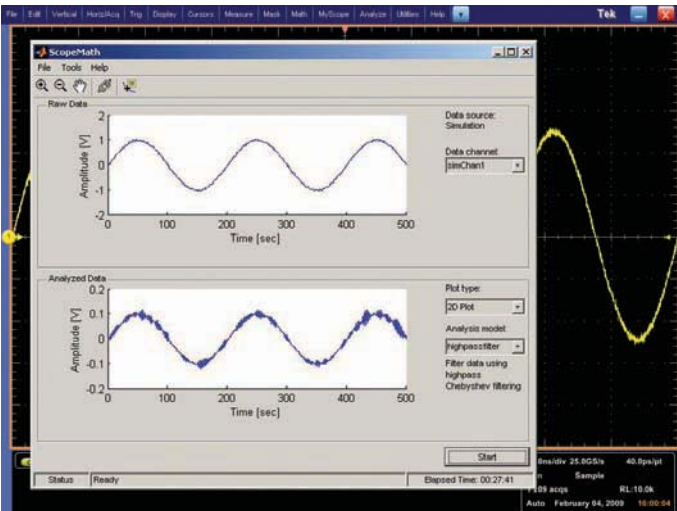 File Edit Vertical Horiz/Acq Trig Display Cursors Measure Mask Math MyScope Analyze Utilities Help Tek
ScopeMath
File Tools Help
Raw Data
2
1
0
-1
-2
Amplitude [V]
0 100 200 300 400 500
Time [sec]
Data source:
Simulation
Data channel:
simChan1
1
Analyzed Data
0.2
0.1
0
-0.1
-0.2
Amplitude [V]
0 100 200 300 400 500
Time [sec]
Plot type:
2D Plot
Analysis model:
highpassfilter
Filter data using
highpass
Chebyshev filtering
Start
Status Ready Elapsed Time: 00:27:41
0ns/div 25.0GS/s 40.0ps/pt
Sample
acqs RL:10.0k
Auto February 04, 2009 16:00:04